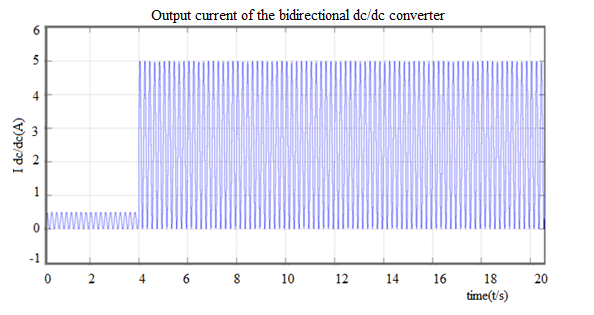 Output current of the bidirectional dc/dc converter
6
5
4
3
2
1
0
-1
I dc/dc(A)
0 2 4 6 8 10 12 14 16 18 20
time(t/s)